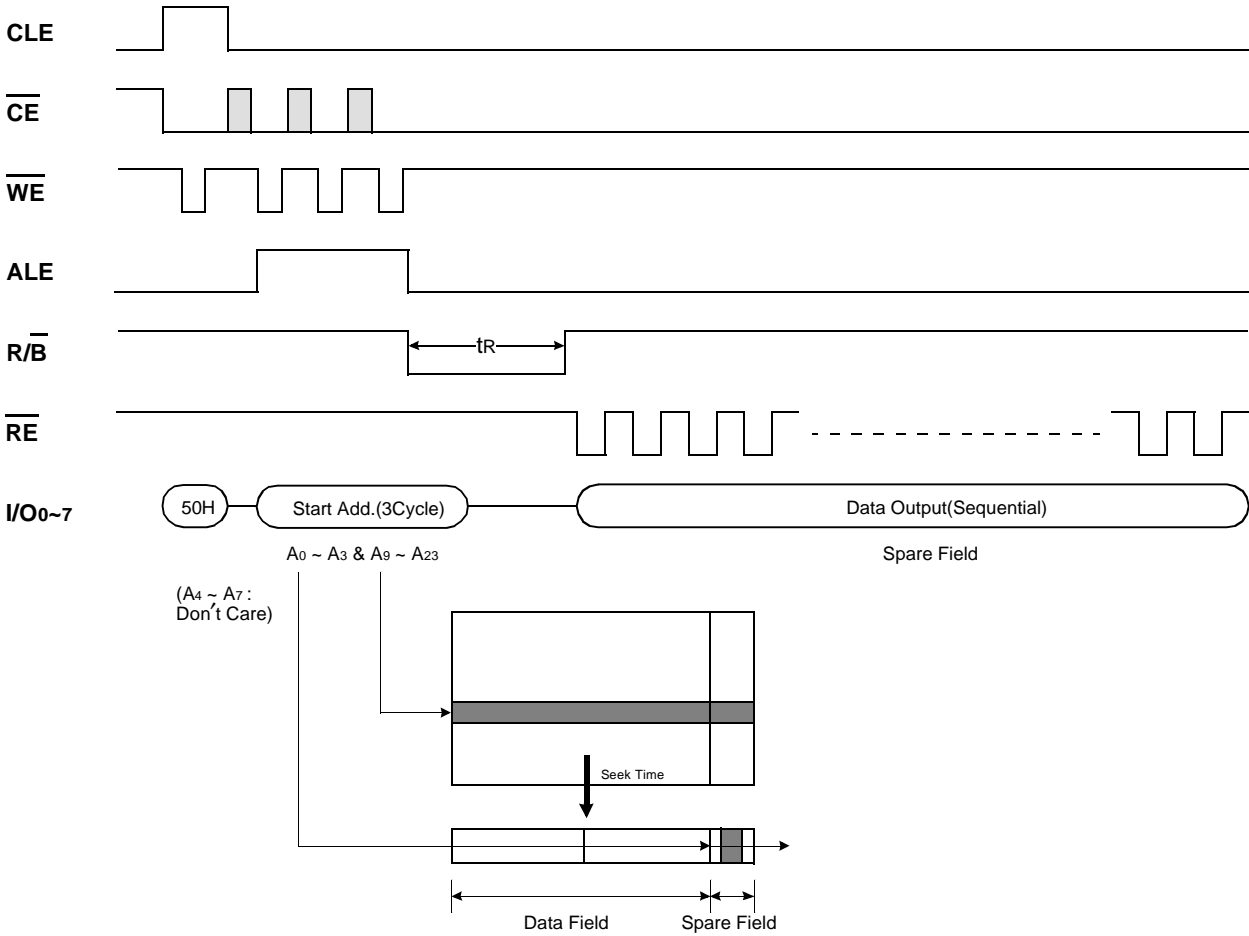 CLE
CE
WE
ALE
R/B
tR
RE
I/O0~7
50H
Start Add.(3Cycle)
Data Output(Sequential)
A0 ~ A3 & A9 ~ A23
Spare Field
(A4 ~ A7 :
Don't Care)
Seek Time
Data Field
Spare Field